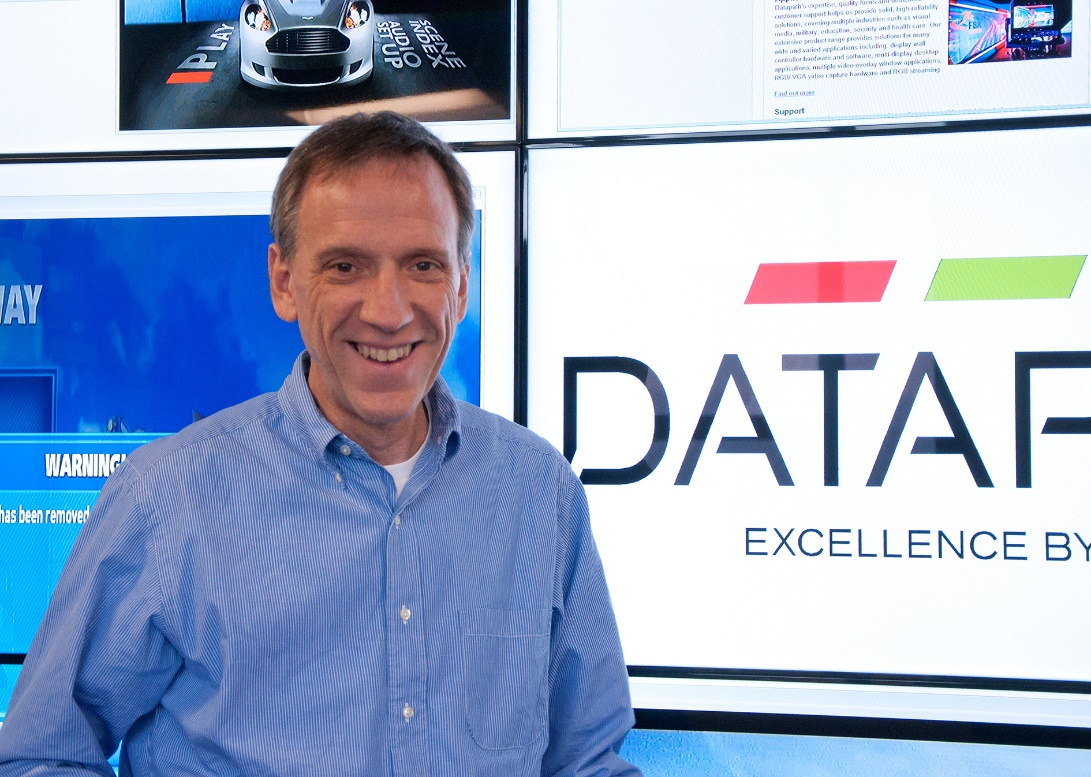 iPLAY
SET UP
AUDIO
IN EX
SCENE
Datapath's expertise, quality focus and dedicated
customer support helps us provide solid, high-reliability
solutions, covering multiple industries such as visual
media, military, education, security and health care. Our
extensive product range provides solutions for many
wide and varied applications including: display wall
controller hardware and software, multi display desktop
applications, multiple video overlay window applications,
RGB/VGA video capture hardware and RGB streaming.
Find out more
Support
WARNING!
has been removed
DATAP
EXCELLENCE BY